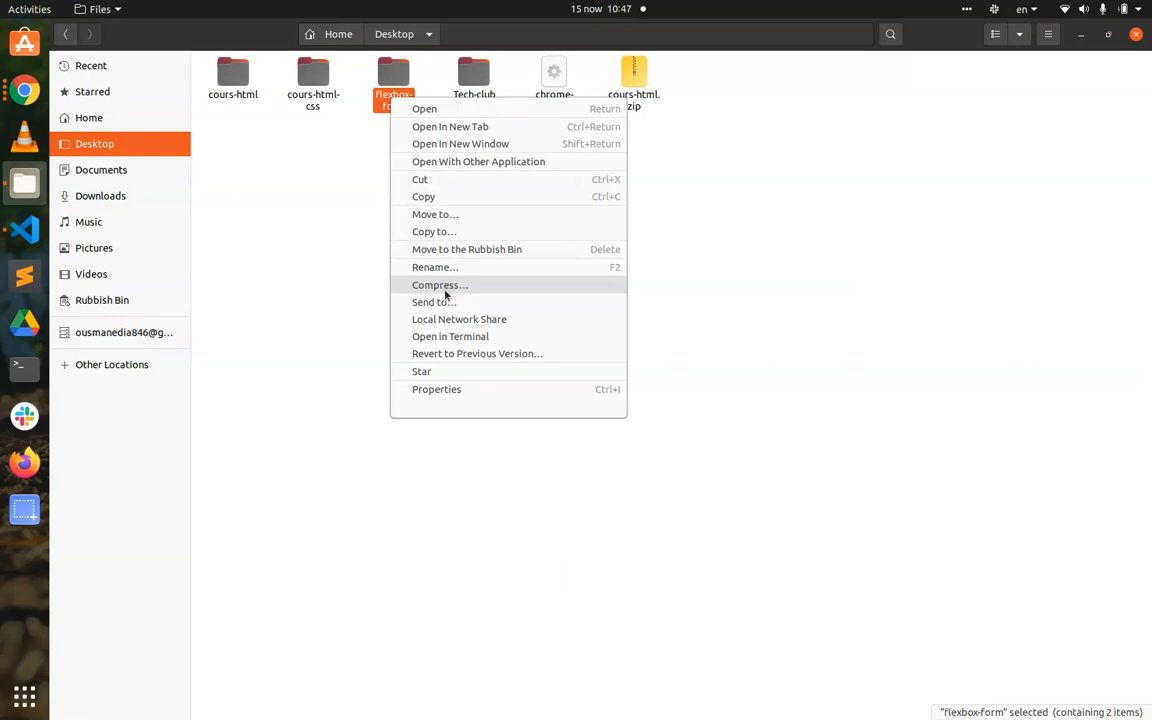 Activities
Files
15 now 10:47
en
Home
Desktop
Recent
Starred
Home
Desktop
Documents
Downloads
Music
Pictures
Videos
Rubbish Bin
ousmanedia846@g...
Other Locations
cours-html
cours-html-
css
flexbox-
Tech-club
chrome-
cours-html.
zip
Open Return
Open In New Tab Ctrl+Return
Open In New Window Shift+Return
Open With Other Application
Cut Ctrl+X
Copy Ctrl+C
Move to...
Copy to...
Move to the Rubbish Bin Delete
Rename... F2
Compress...
Send to...
Local Network Share
Open in Terminal
Revert to Previous Version...
Star
Properties Ctrl+I
"flexbox-form" selected (containing 2 items)